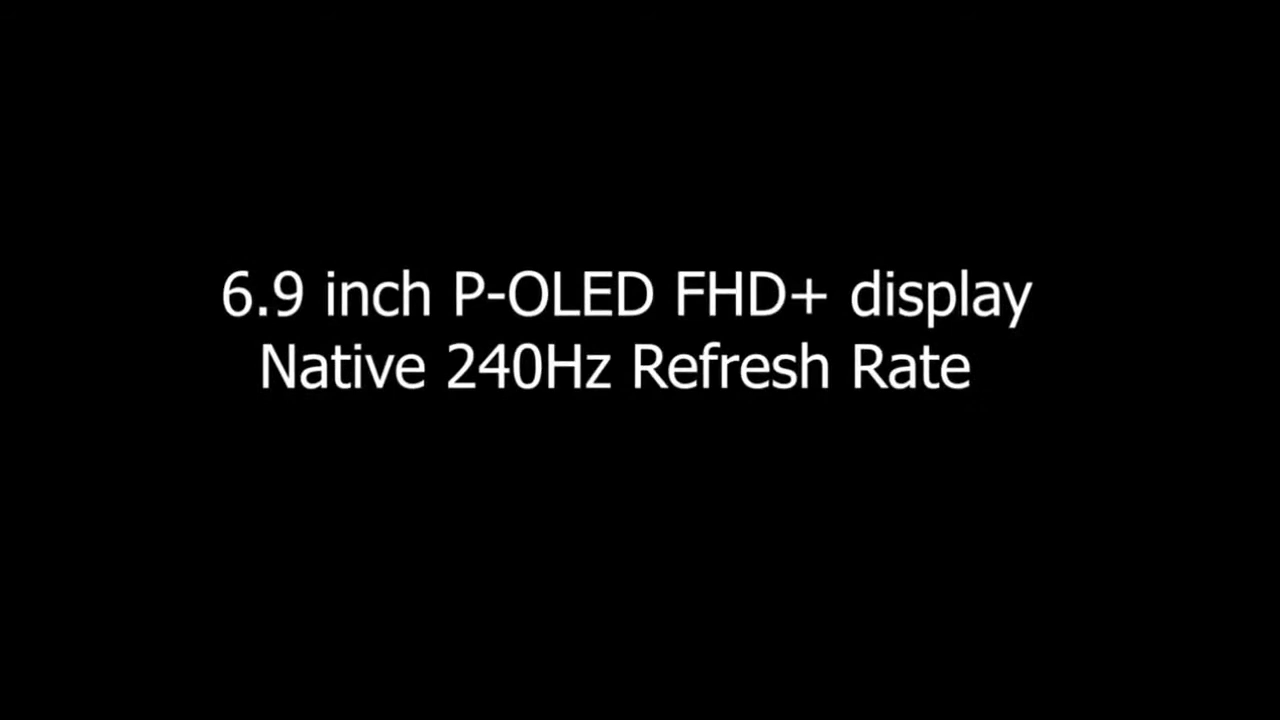 6.9 inch P-OLED FHD+ display
Native 240Hz Refresh Rate